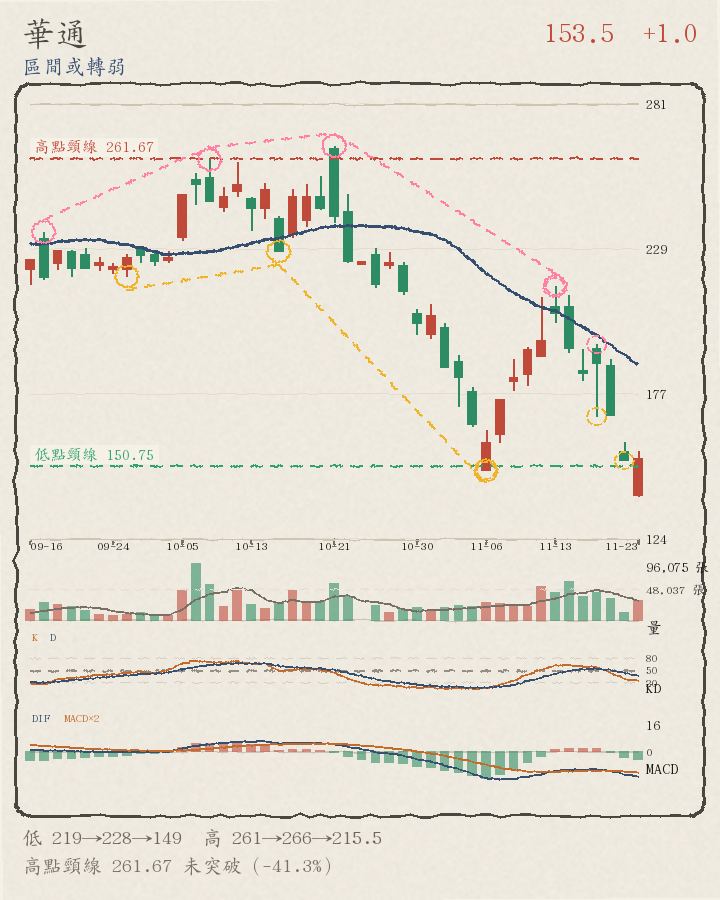 華通
153.5 +1.0
區間或轉弱
281
高點頸線 261.67
229
177
低點頸線 150.75
124
09-16 09-24 10-05 10-13 10-21 10-30 11-06 11-13 11-23
96,075 張
48,037 張
量
K D
80
50
20
KD
DIF MACD×2
16
0
MACD
低 219→228→149 高 261→266→215.5
高點頸線 261.67 未突破 (-41.3%)